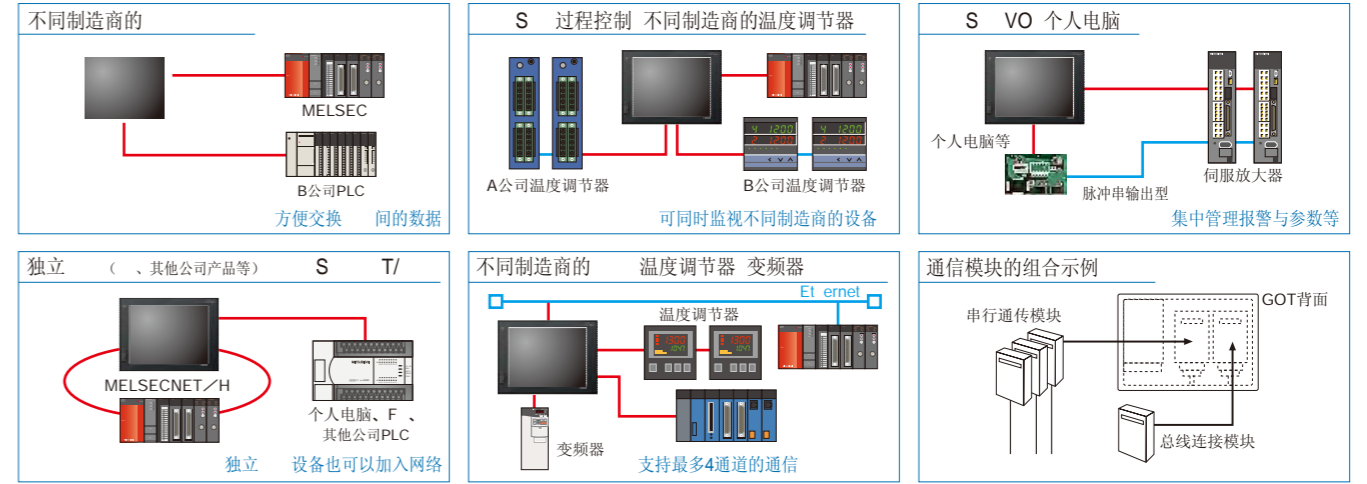 不同制造商的
MELSEC
B公司PLC
方便交换 间的数据
S 过程控制 不同制造商的温度调节器
A公司温度调节器
B公司温度调节器
可同时监视不同制造商的设备
S VO 个人电脑
个人电脑等
脉冲串输出型
伺服放大器
集中管理报警与参数等
独立 ( 、其他公司产品等) S T/
MELSECNET/H
个人电脑、F 、
其他公司PLC
独立 设备也可以加入网络
不同制造商的 温度调节器 变频器
Et ernet
温度调节器
变频器
支持最多4通道的通信
通信模块的组合示例
GOT背面
串行通传模块
总线连接模块